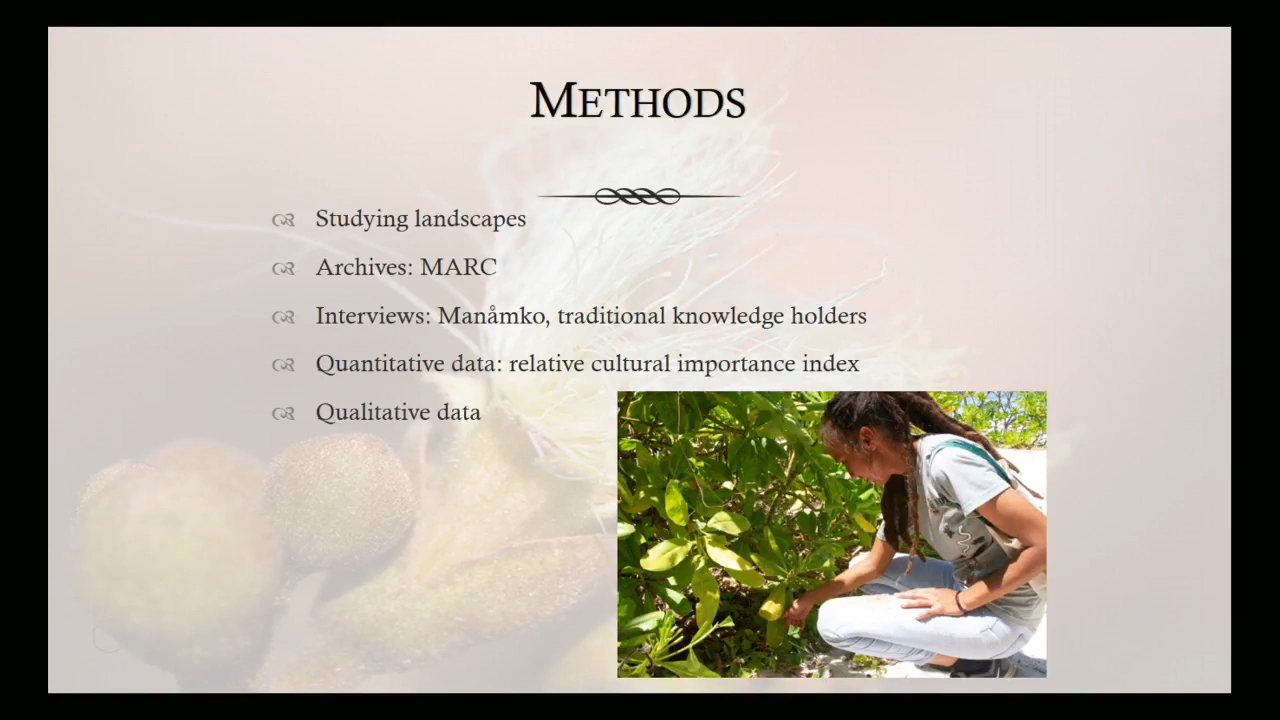 Methods
Studying landscapes
Archives: MARC
Interviews: Manåmko, traditional knowledge holders
Quantitative data: relative cultural importance index
Qualitative data